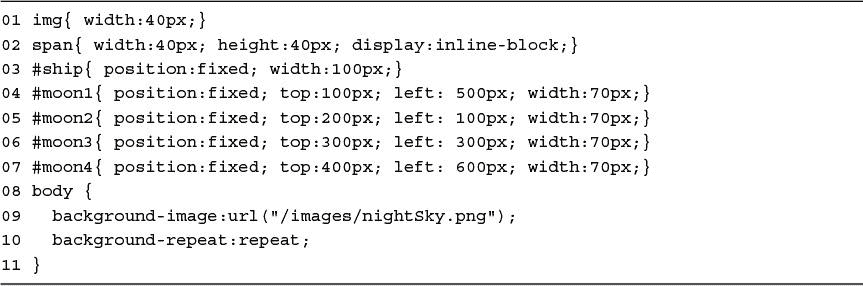 01 img{ width:40px;}
02 span{ width:40px; height:40px; display:inline-block;}
03 #ship{ position:fixed; width:100px;}
04 #moon1{ position:fixed; top:100px; left: 500px; width:70px;}
05 #moon2{ position:fixed; top:200px; left: 100px; width:70px;}
06 #moon3{ position:fixed; top:300px; left: 300px; width:70px;}
07 #moon4{ position:fixed; top:400px; left: 600px; width:70px;}
08 body {
09   background-image:url("/images/nightSky.png");
10   background-repeat:repeat;
11 }